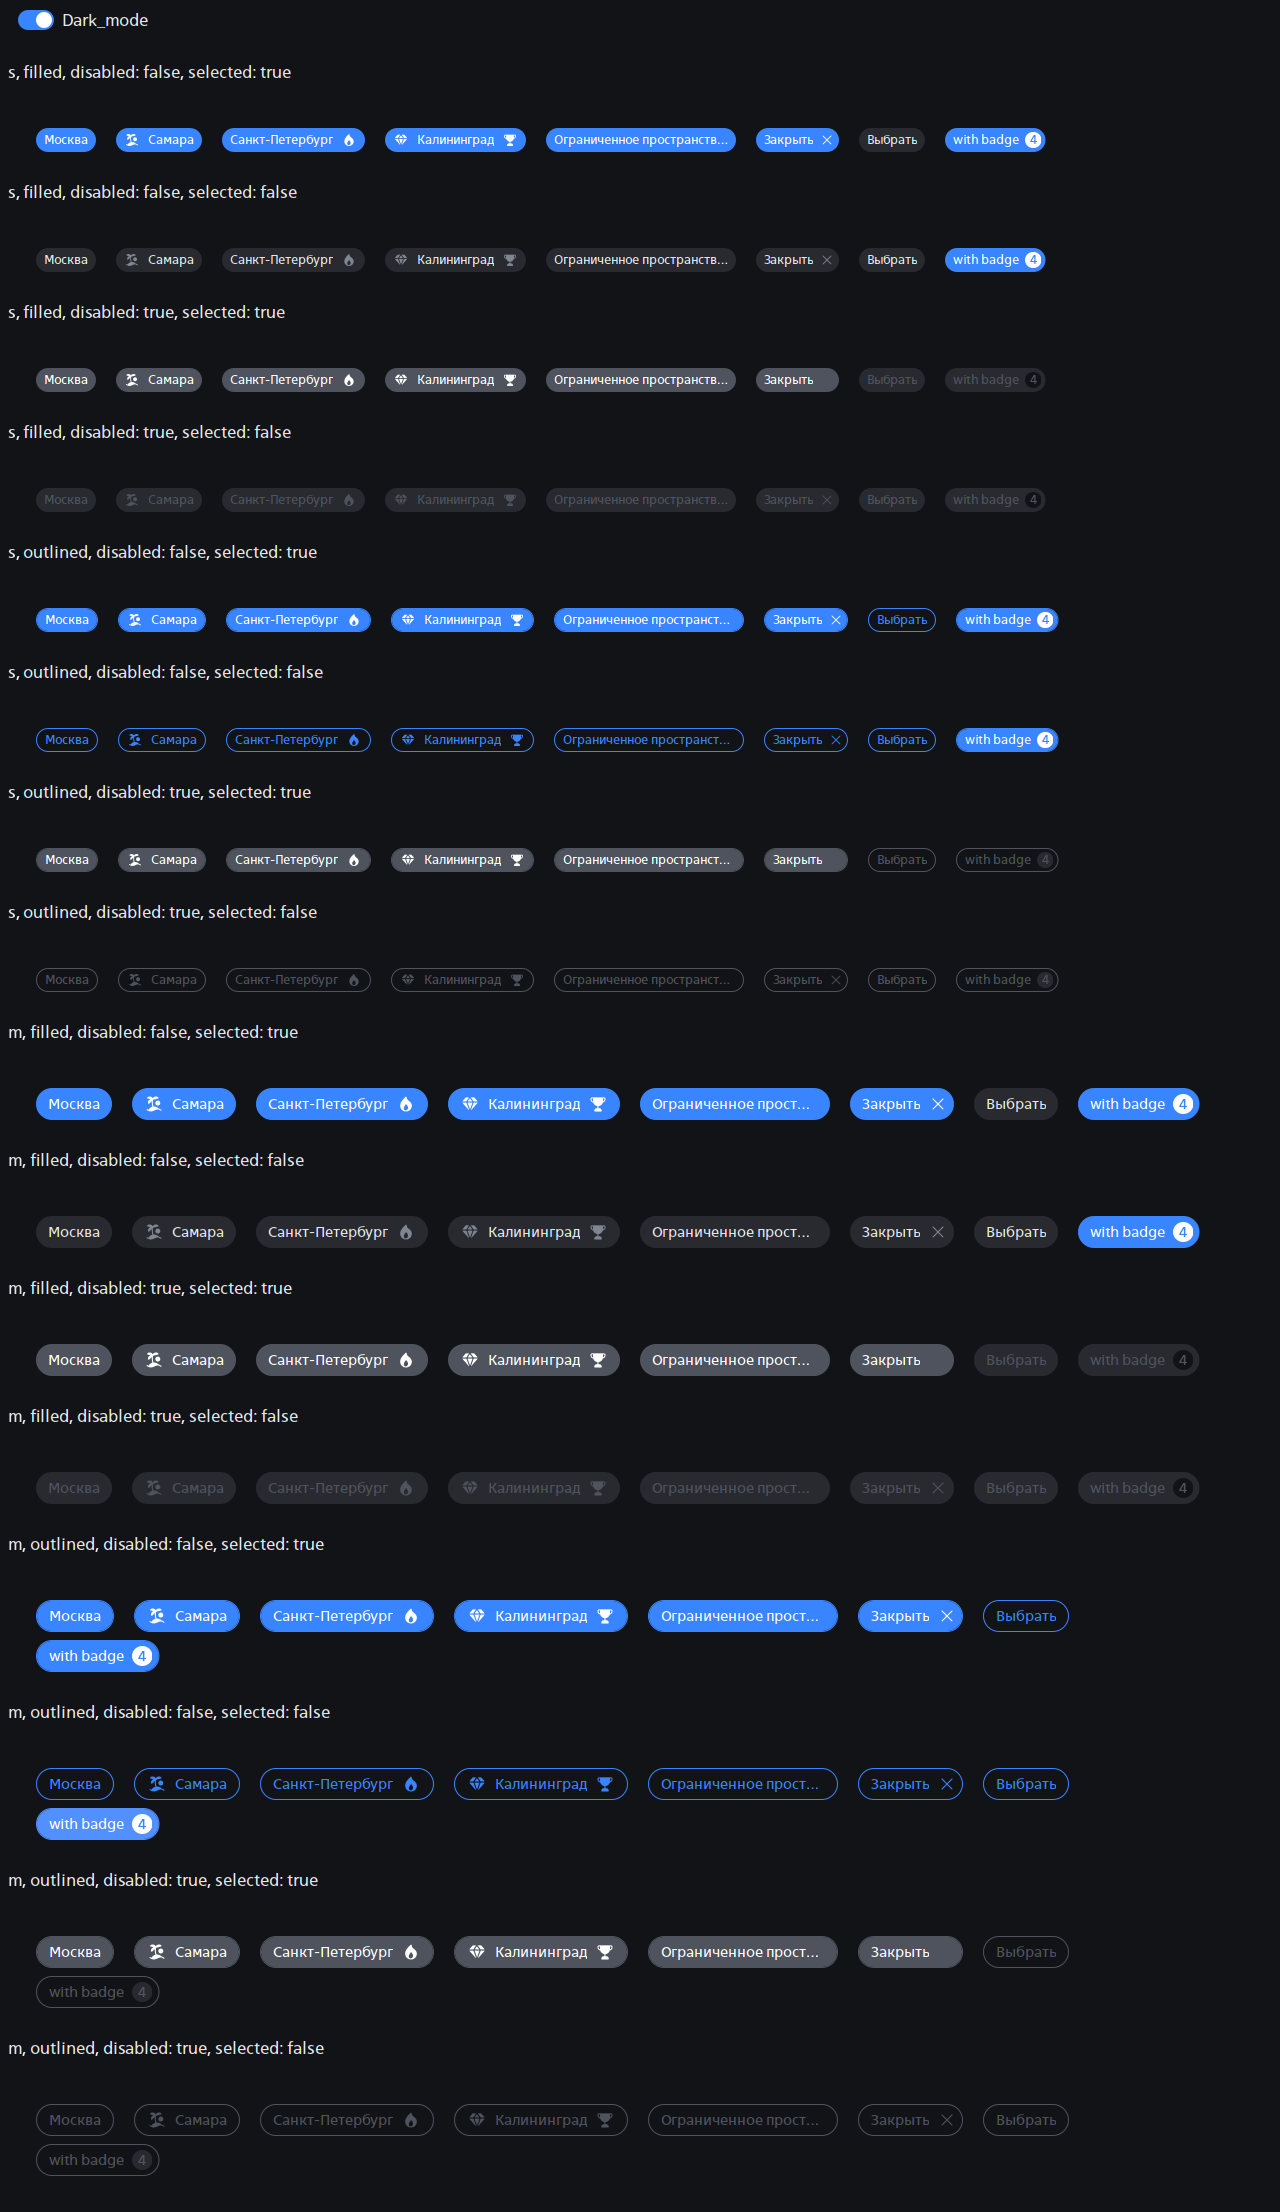 Dark_mode
s, filled, disabled: false, selected: true
Москва Самара Санкт-Петербург Калининград Ограниченное пространств... Закрыть Выбрать with badge 4
s, filled, disabled: false, selected: false
Москва Самара Санкт-Петербург Калининград Ограниченное пространств... Закрыть Выбрать with badge 4
s, filled, disabled: true, selected: true
Москва Самара Санкт-Петербург Калининград Ограниченное пространств... Закрыть Выбрать with badge 4
s, filled, disabled: true, selected: false
Москва Самара Санкт-Петербург Калининград Ограниченное пространств... Закрыть Выбрать with badge 4
s, outlined, disabled: false, selected: true
Москва Самара Санкт-Петербург Калининград Ограниченное пространст... Закрыть Выбрать with badge 4
s, outlined, disabled: false, selected: false
Москва Самара Санкт-Петербург Калининград Ограниченное пространст... Закрыть Выбрать with badge 4
s, outlined, disabled: true, selected: true
Москва Самара Санкт-Петербург Калининград Ограниченное пространст... Закрыть Выбрать with badge 4
s, outlined, disabled: true, selected: false
Москва Самара Санкт-Петербург Калининград Ограниченное пространст... Закрыть Выбрать with badge 4
m, filled, disabled: false, selected: true
Москва Самара Санкт-Петербург Калининград Ограниченное прост... Закрыть Выбрать with badge 4
m, filled, disabled: false, selected: false
Москва Самара Санкт-Петербург Калининград Ограниченное прост... Закрыть Выбрать with badge 4
m, filled, disabled: true, selected: true
Москва Самара Санкт-Петербург Калининград Ограниченное прост... Закрыть Выбрать with badge 4
m, filled, disabled: true, selected: false
Москва Самара Санкт-Петербург Калининград Ограниченное прост... Закрыть Выбрать with badge 4
m, outlined, disabled: false, selected: true
Москва Самара Санкт-Петербург Калининград Ограниченное прост... Закрыть Выбрать
with badge 4
m, outlined, disabled: false, selected: false
Москва Самара Санкт-Петербург Калининград Ограниченное прост... Закрыть Выбрать
with badge 4
m, outlined, disabled: true, selected: true
Москва Самара Санкт-Петербург Калининград Ограниченное прост... Закрыть Выбрать
with badge 4
m, outlined, disabled: true, selected: false
Москва Самара Санкт-Петербург Калининград Ограниченное прост... Закрыть Выбрать
with badge 4